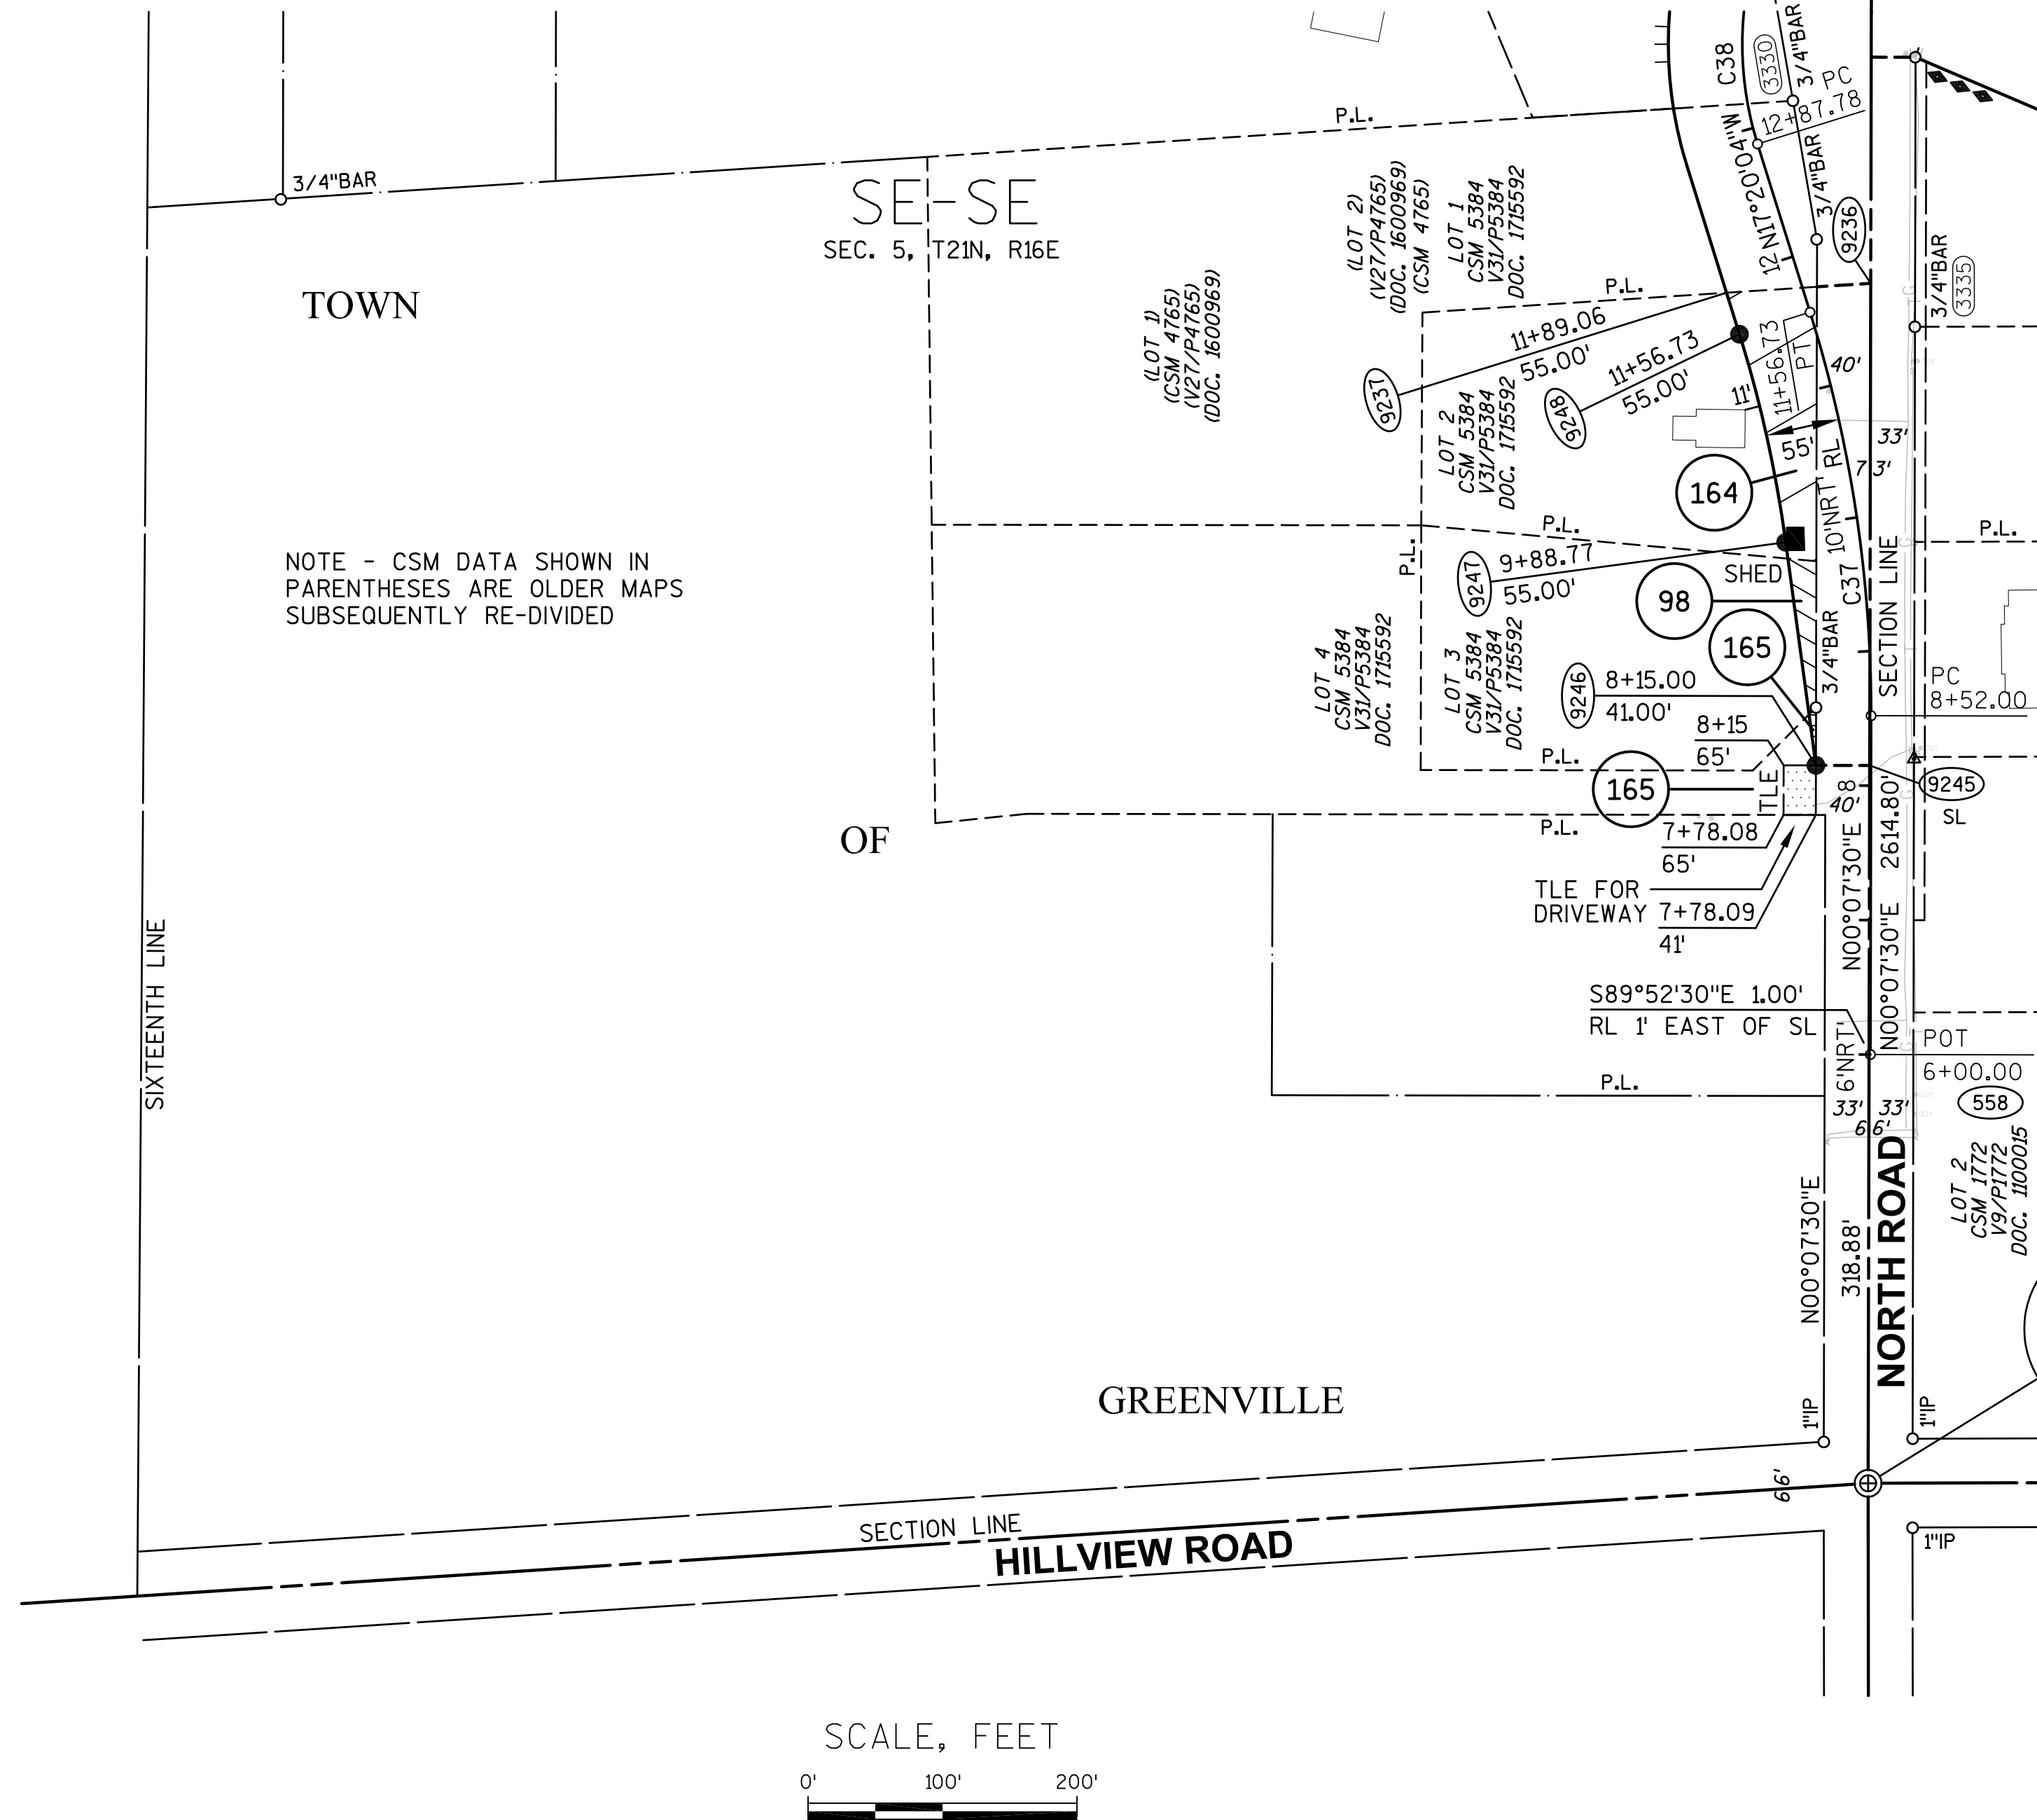 3/4"BAR
P.L.
C38
3330
3/4"BAR
PC
12+87.78
SE-SE
SEC. 5, T21N, R16E
TOWN
(LOT 2)
(V27/P4765)
(DOC. 1600969)
(CSM 4765)
LOT 1
CSM 5384
V31/P5384
DOC. 1715592
N17°20'04"W
12
3/4"BAR
9236
3/4"BAR
3335
(LOT 1)
(CSM 4765)
(V27/P4765)
(DOC. 1600969)
P.L.
11+89.06
55.00'
9237
11+56.73
55.00'
9248
11+56.73
PT
40'
11'
LOT 2
CSM 5384
V31/P5384
DOC. 1715592
55'
33'
73'
164
10'NRT'
RL
NOTE - CSM DATA SHOWN IN
PARENTHESES ARE OLDER MAPS
SUBSEQUENTLY RE-DIVIDED
P.L.
P.L.
P.L.
9+88.77
55.00'
9247
SHED
98
C37
SECTION LINE
165
3/4"BAR
LOT 4
CSM 5384
V31/P5384
DOC. 1715592
LOT 3
CSM 5384
V31/P5384
DOC. 1715592
9246
8+15.00
41.00'
PC
8+52.00
8+15
65'
P.L.
165
TLE
8
40'
9245
SL
OF
P.L.
7+78.08
65'
N00°07'30"E
2614.80'
TLE FOR
DRIVEWAY
7+78.09
41'
N00°07'30"E
SIXTEENTH LINE
S89°52'30"E 1.00'
RL 1' EAST OF SL
6'NRT'
POT
6+00.00
P.L.
33'
33'
66'
558
LOT 2
CSM 1772
V9/P1772
DOC. 1100015
N00°07'30"E
318.88'
NORTH ROAD
GREENVILLE
1"IP
1"IP
66'
SECTION LINE
HILLVIEW ROAD
1"IP
SCALE, FEET
0'
100'
200'